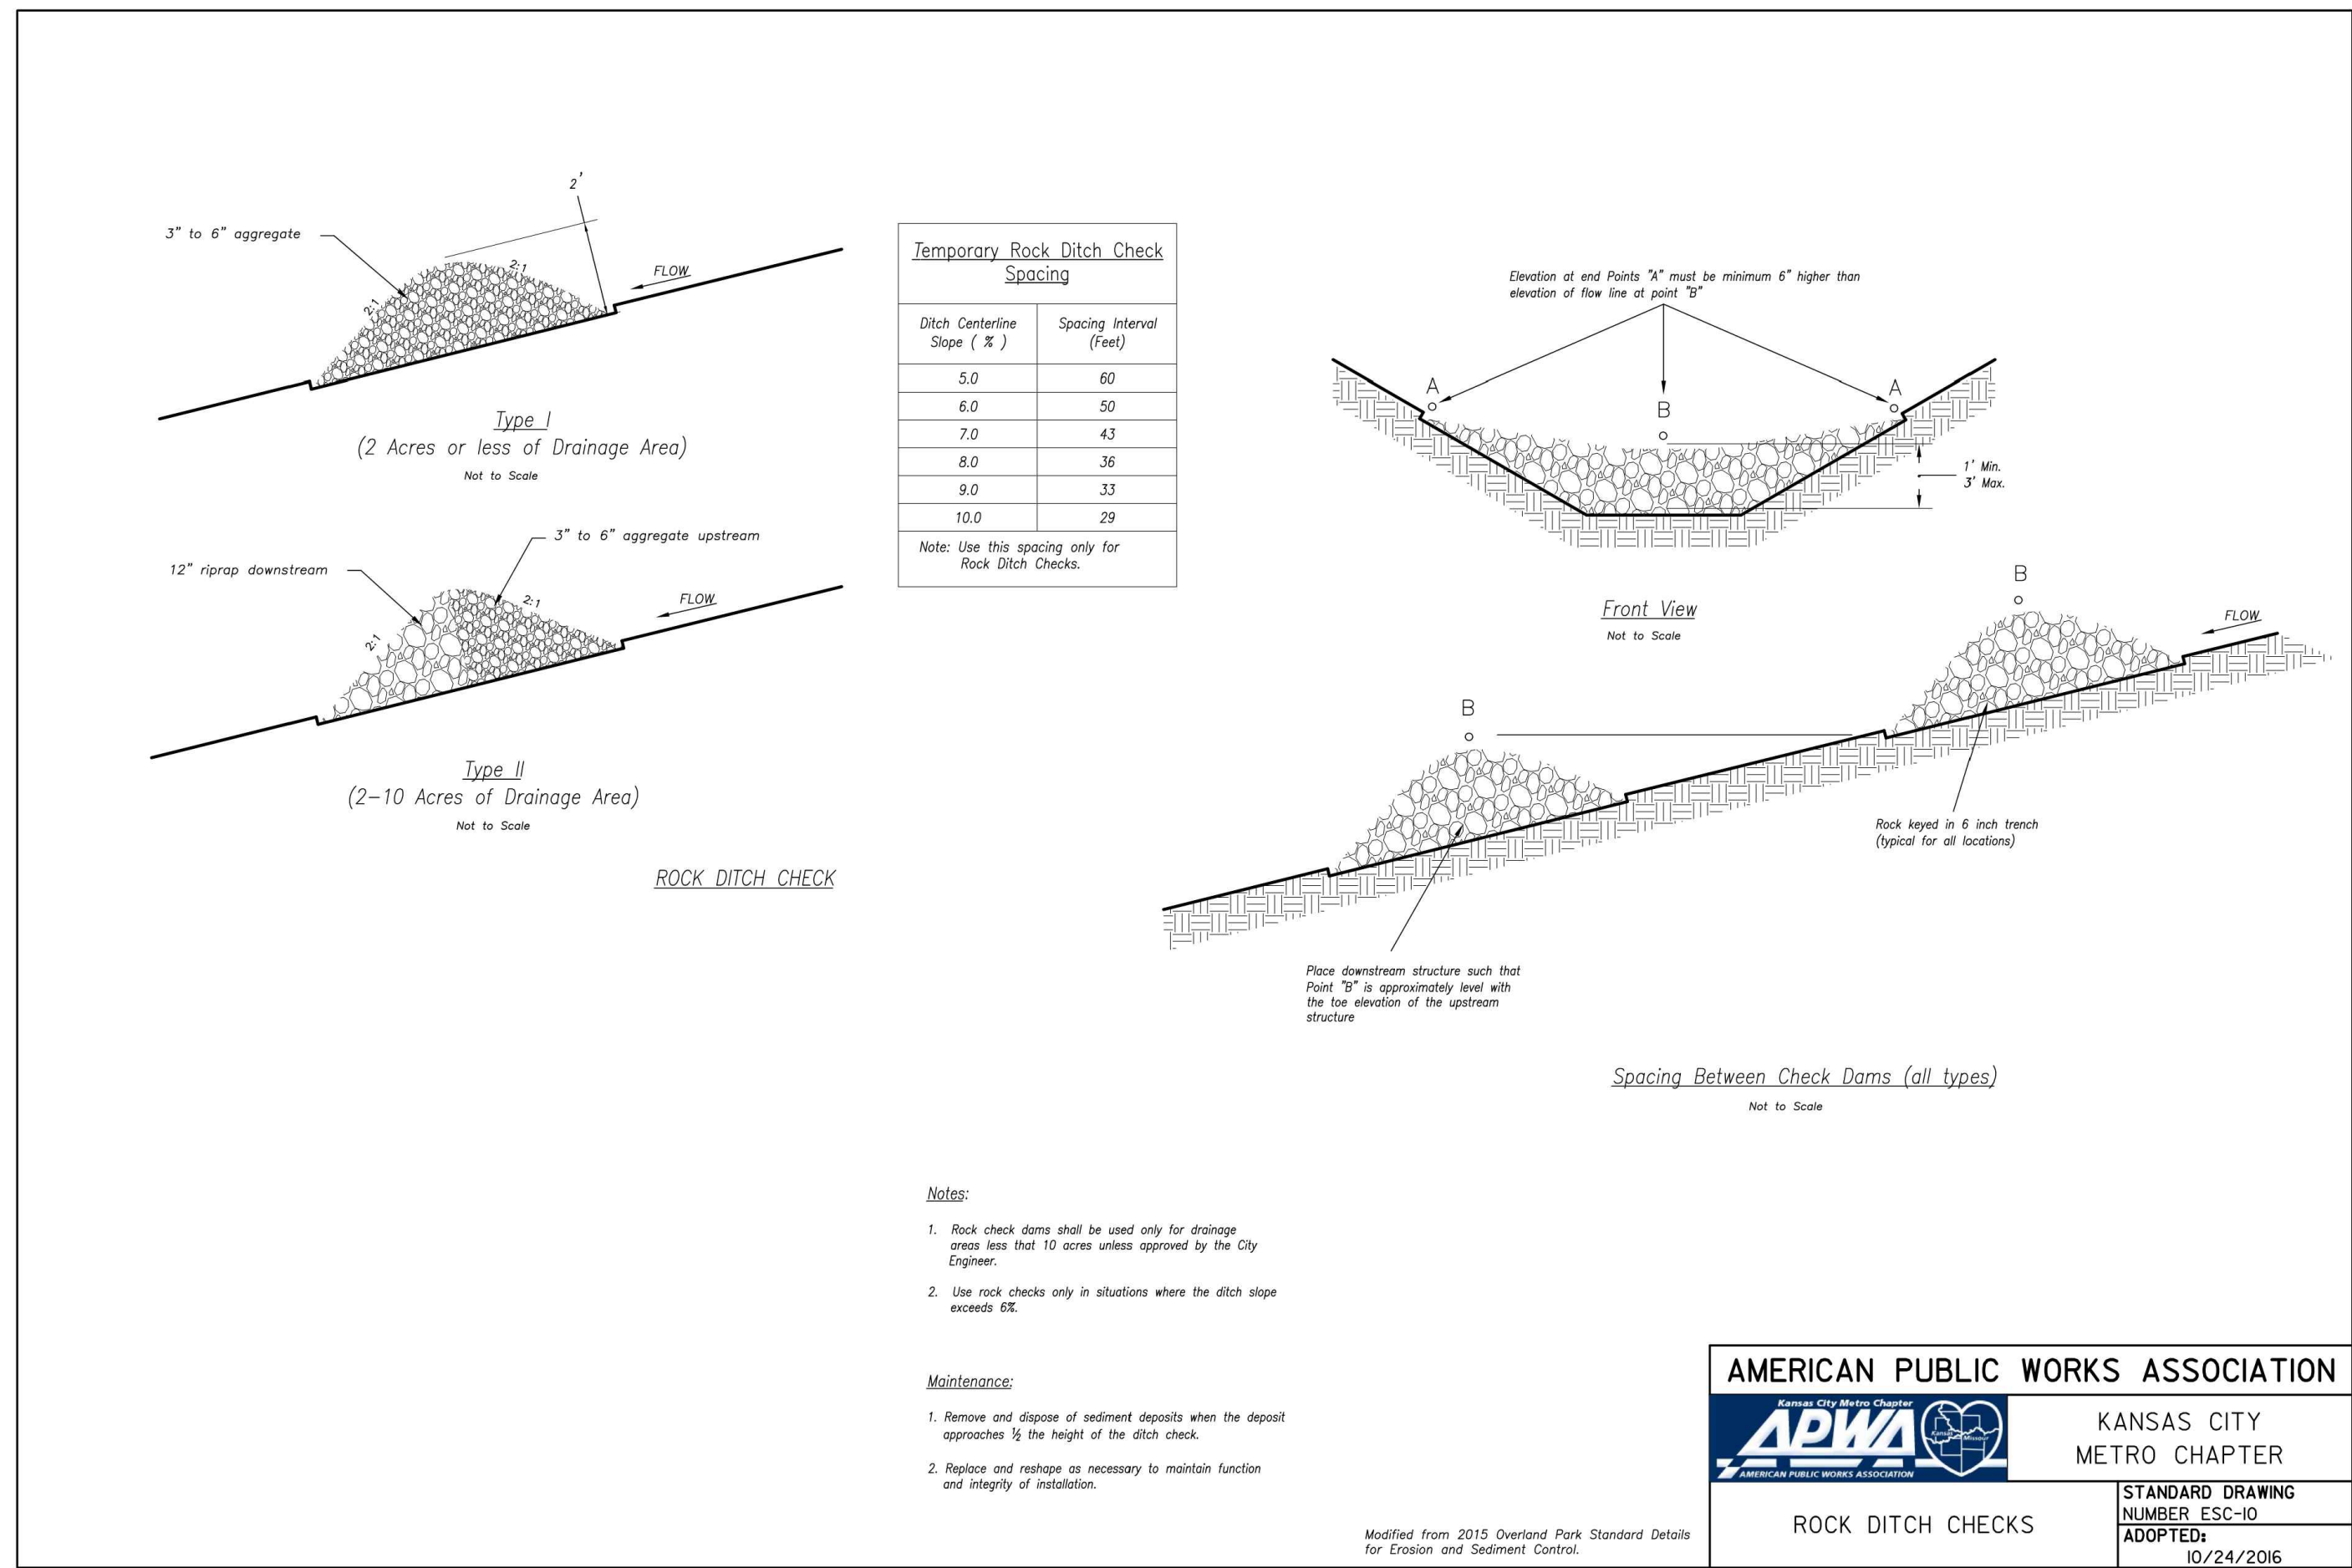 2'
3" to 6" aggregate
2:1
2:1
FLOW
Type I
(2 Acres or less of Drainage Area)
Not to Scale
3" to 6" aggregate upstream
12" riprap downstream
2:1
2:1
FLOW
Type II
(2-10 Acres of Drainage Area)
Not to Scale
ROCK DITCH CHECK
Temporary Rock Ditch Check
Spacing
Ditch Centerline Slope ( % ) Spacing Interval (Feet)
5.0 60
6.0 50
7.0 43
8.0 36
9.0 33
10.0 29
Note: Use this spacing only for
Rock Ditch Checks.
Elevation at end Points "A" must be minimum 6" higher than
elevation of flow line at point "B"
A
B
A
1' Min.
3' Max.
Front View
Not to Scale
B
FLOW
B
Rock keyed in 6 inch trench
(typical for all locations)
Place downstream structure such that
Point "B" is approximately level with
the toe elevation of the upstream
structure
Spacing Between Check Dams (all types)
Not to Scale
Notes:
1. Rock check dams shall be used only for drainage
areas less that 10 acres unless approved by the City
Engineer.
2. Use rock checks only in situations where the ditch slope
exceeds 6%.
Maintenance:
1. Remove and dispose of sediment deposits when the deposit
approaches ½ the height of the ditch check.
2. Replace and reshape as necessary to maintain function
and integrity of installation.
Modified from 2015 Overland Park Standard Details
for Erosion and Sediment Control.
AMERICAN PUBLIC WORKS ASSOCIATION
Kansas City Metro Chapter
APWA
Kansas Missouri
AMERICAN PUBLIC WORKS ASSOCIATION
KANSAS CITY
METRO CHAPTER
ROCK DITCH CHECKS
STANDARD DRAWING
NUMBER ESC-10
ADOPTED:
10/24/2016